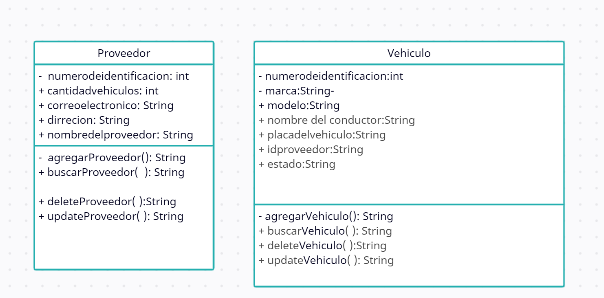 Proveedor
- numerodeidentificacion: int
+ cantidadvehiculos: int
+ correoelectronico: String
+ dirrecion: String
+ nombredelproveedor: String
- agregarProveedor(): String
+ buscarProveedor( ): String
+ deleteProveedor( ):String
+ updateProveedor( ): String
Vehiculo
- numerodeidentificacion:int
- marca:String-
+ modelo:String
+ nombre del conductor:String
+ placadelvehiculo:String
+ idproveedor:String
+ estado:String
- agregarVehiculo(): String
+ buscarVehiculo( ): String
+ deleteVehiculo( ):String
+ updateVehiculo( ): String